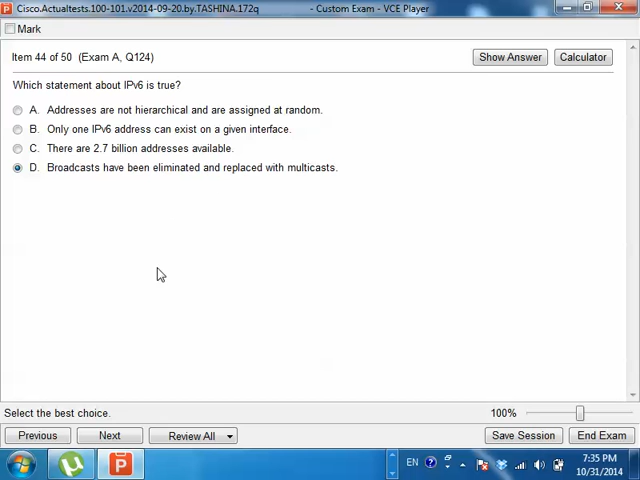 Cisco.Actualtests.100-101.v2014-09-20.by.TASHINA.172q - Custom Exam - VCE Player
Mark
Item 44 of 50 (Exam A, Q124)
Show Answer
Calculator
Which statement about IPv6 is true?
A. Addresses are not hierarchical and are assigned at random.
B. Only one IPv6 address can exist on a given interface.
C. There are 2.7 billion addresses available.
D. Broadcasts have been eliminated and replaced with multicasts.
Select the best choice.
100%
Previous
Next
Review All
Save Session
End Exam
EN
7:35 PM
10/31/2014